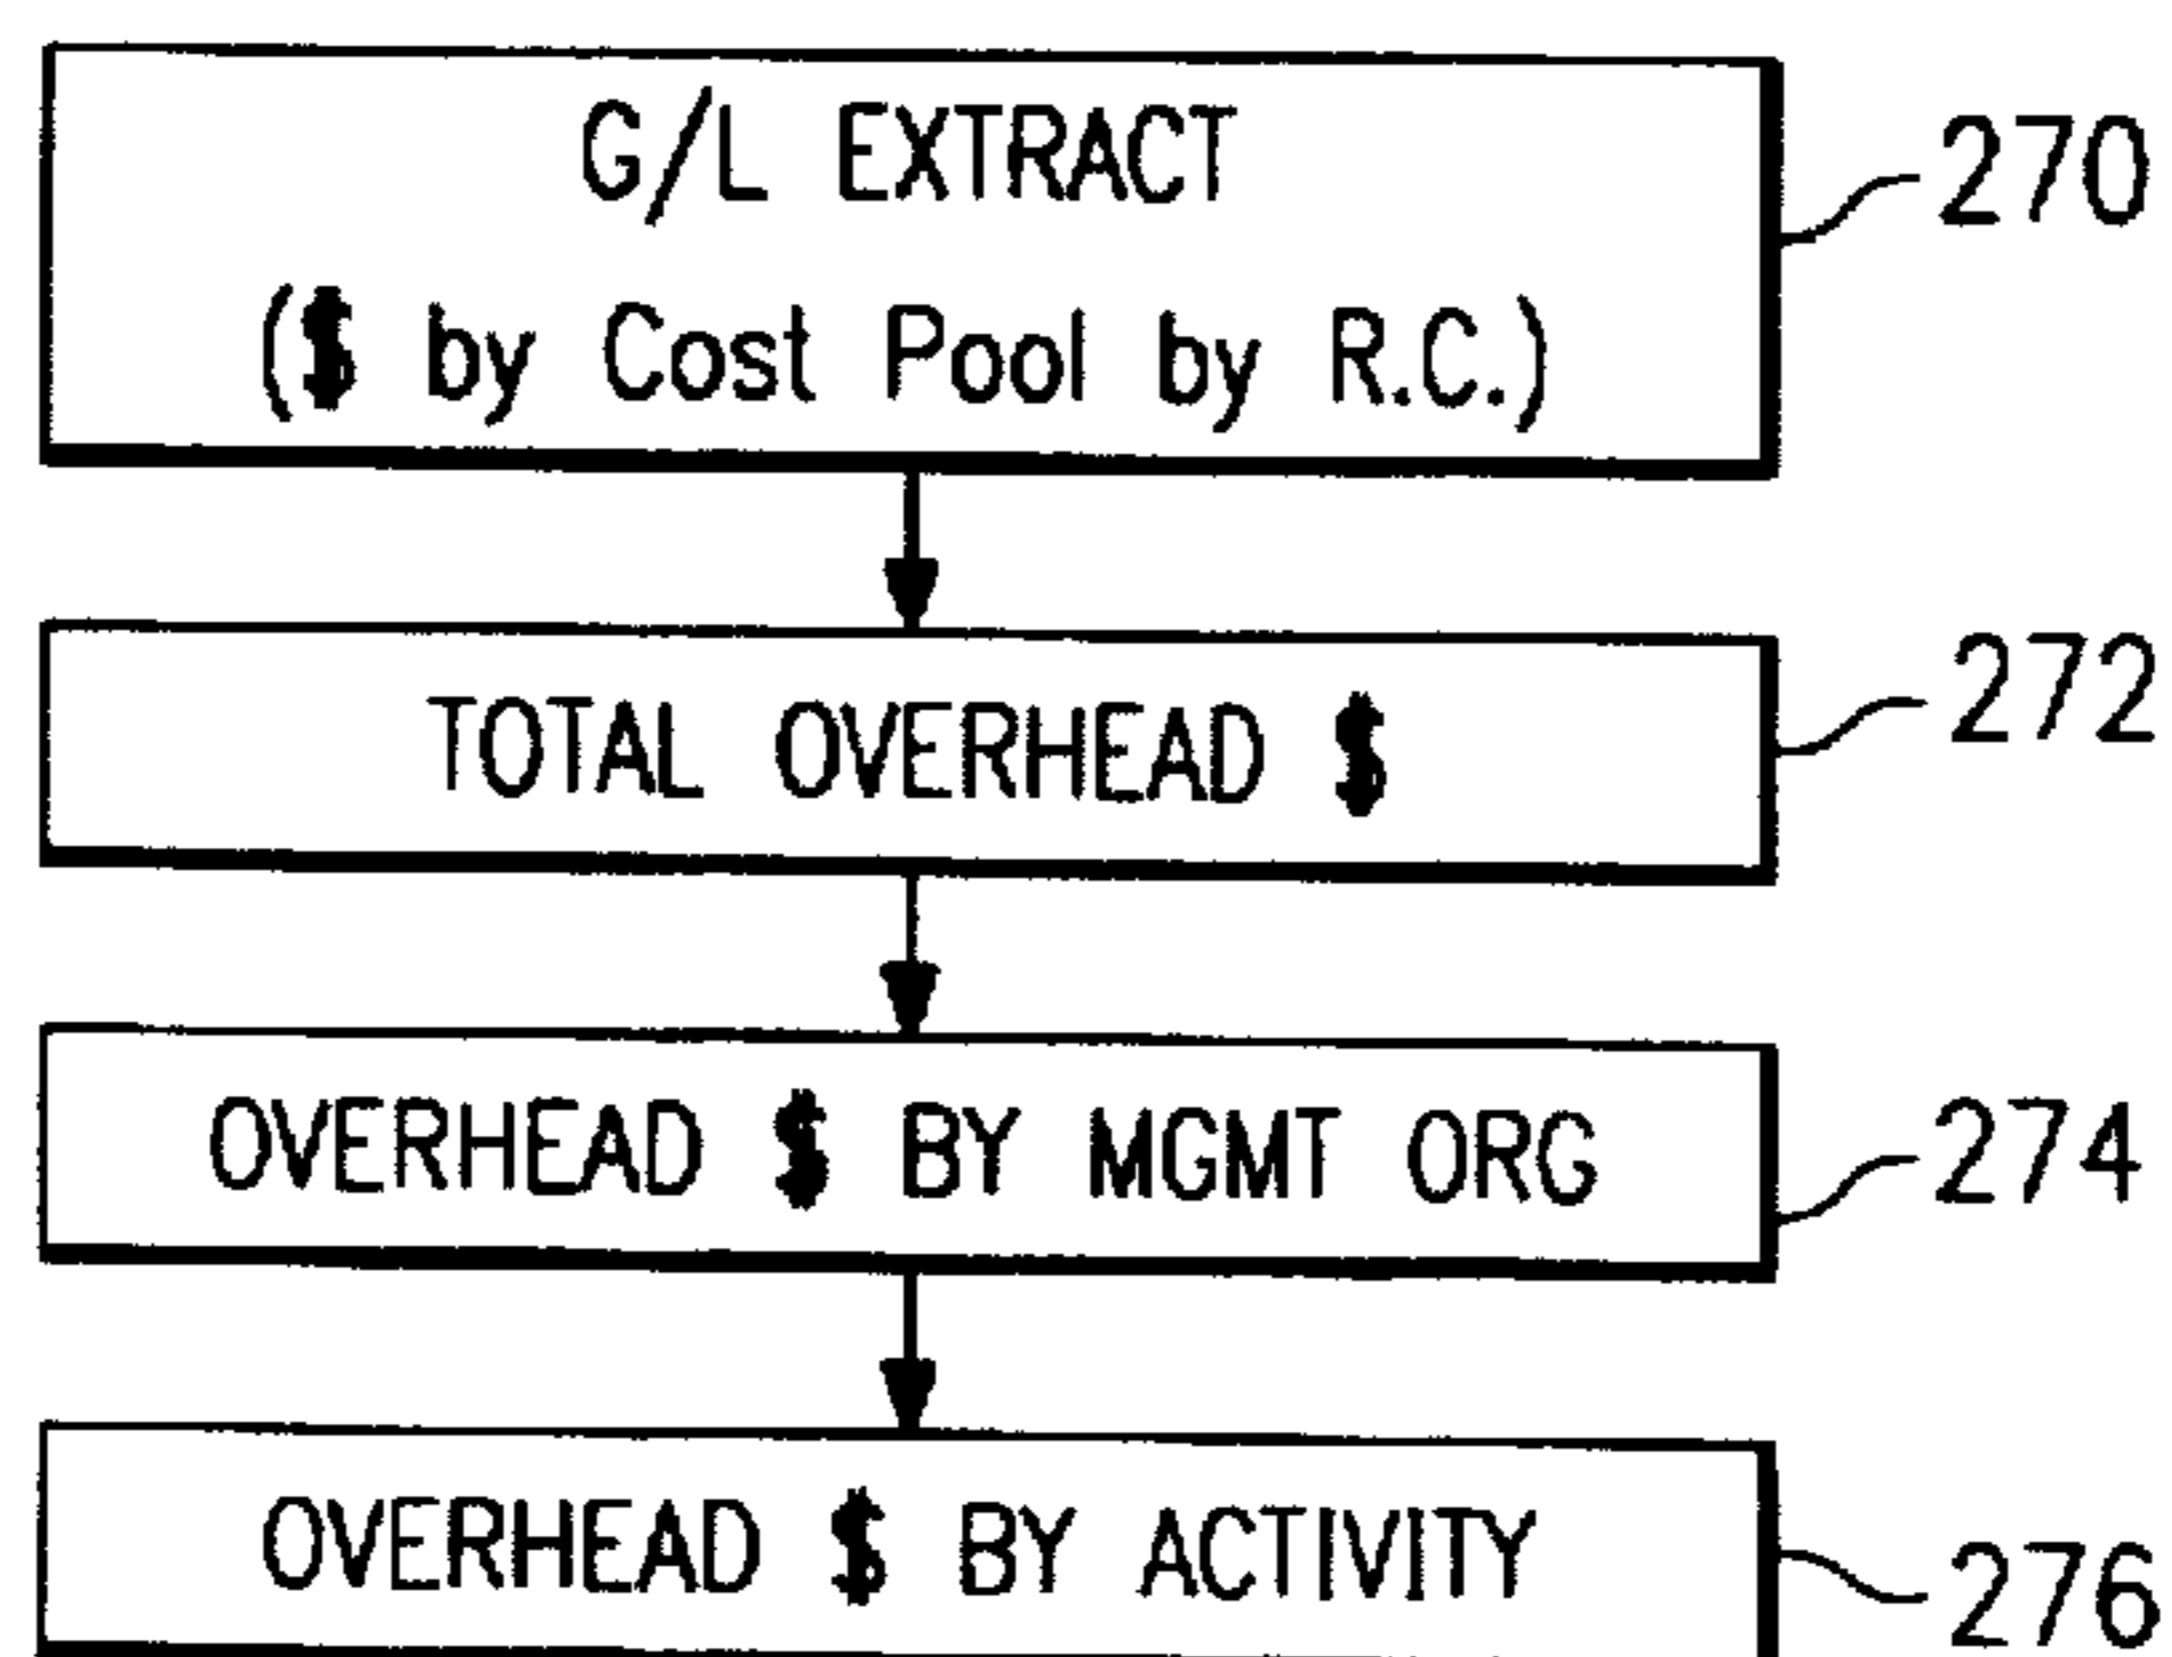 G/L EXTRACT
($ by Cost Pool by R.C.)
270
TOTAL OVERHEAD $
272
OVERHEAD $ BY MGMT ORG
274
OVERHEAD $ BY ACTIVITY
276